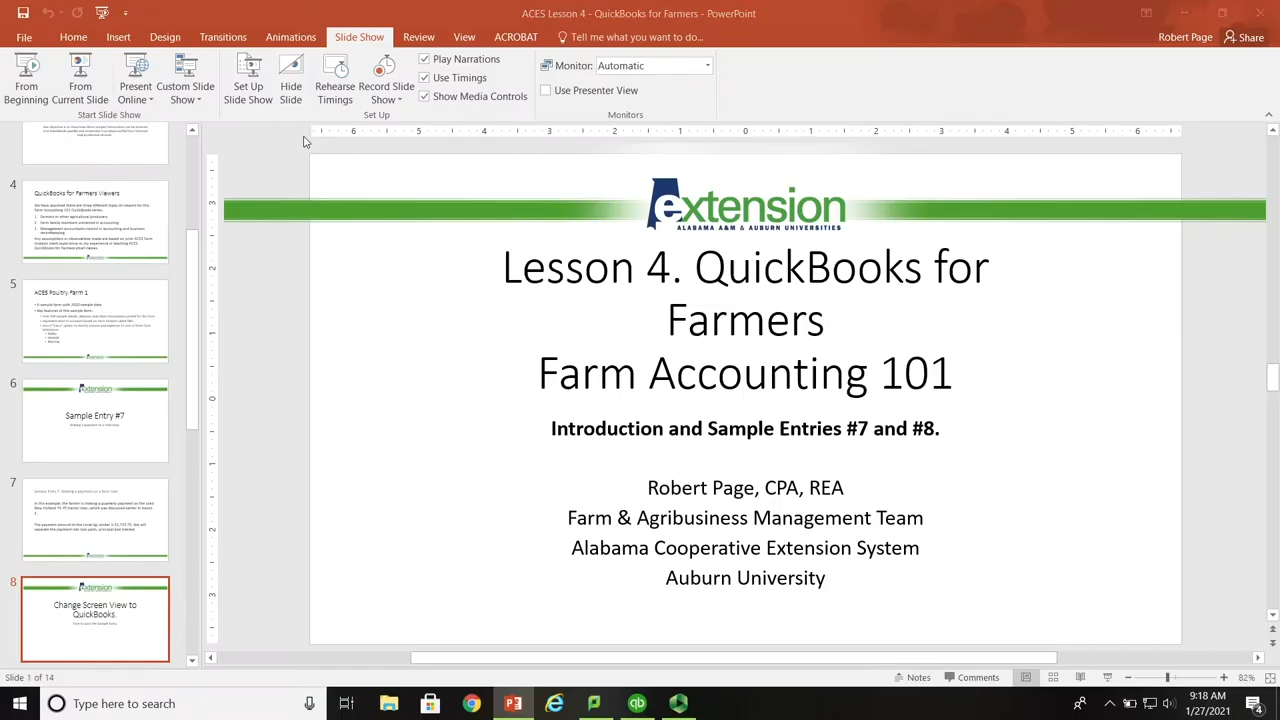 ACES Lesson 4. QuickBooks for Farmers - PowerPoint
File Home Insert Design Transitions Animations Slide Show Review View ACROBAT Tell me what you want to do... Robert Page Share
From Beginning
From Current Slide
Present Online
Custom Slide Show
Set Up Slide Show
Hide Slide
Rehearse Timings
Record Slide Show
Play Narrations
Use Timings
Show Media Controls
Monitor: Automatic
Use Presenter View
Start Slide Show Set Up Monitors
4
QuickBooks for Farmers Viewers
5
ACES Poultry Farm 1
6
extension
Sample Entry #7
7
8
extension
Change Screen View to
QuickBooks.
extension
ALABAMA A&M & AUBURN UNIVERSITIES
Lesson 4. QuickBooks for
Farmers
Farm Accounting 101
Introduction and Sample Entries #7 and #8.
Robert Page, CPA, REA
Farm & Agribusiness Management Team
Alabama Cooperative Extension System
Auburn University
Slide 1 of 14 Notes Comments 82%
Type here to search
9:18 AM
1/27/2021